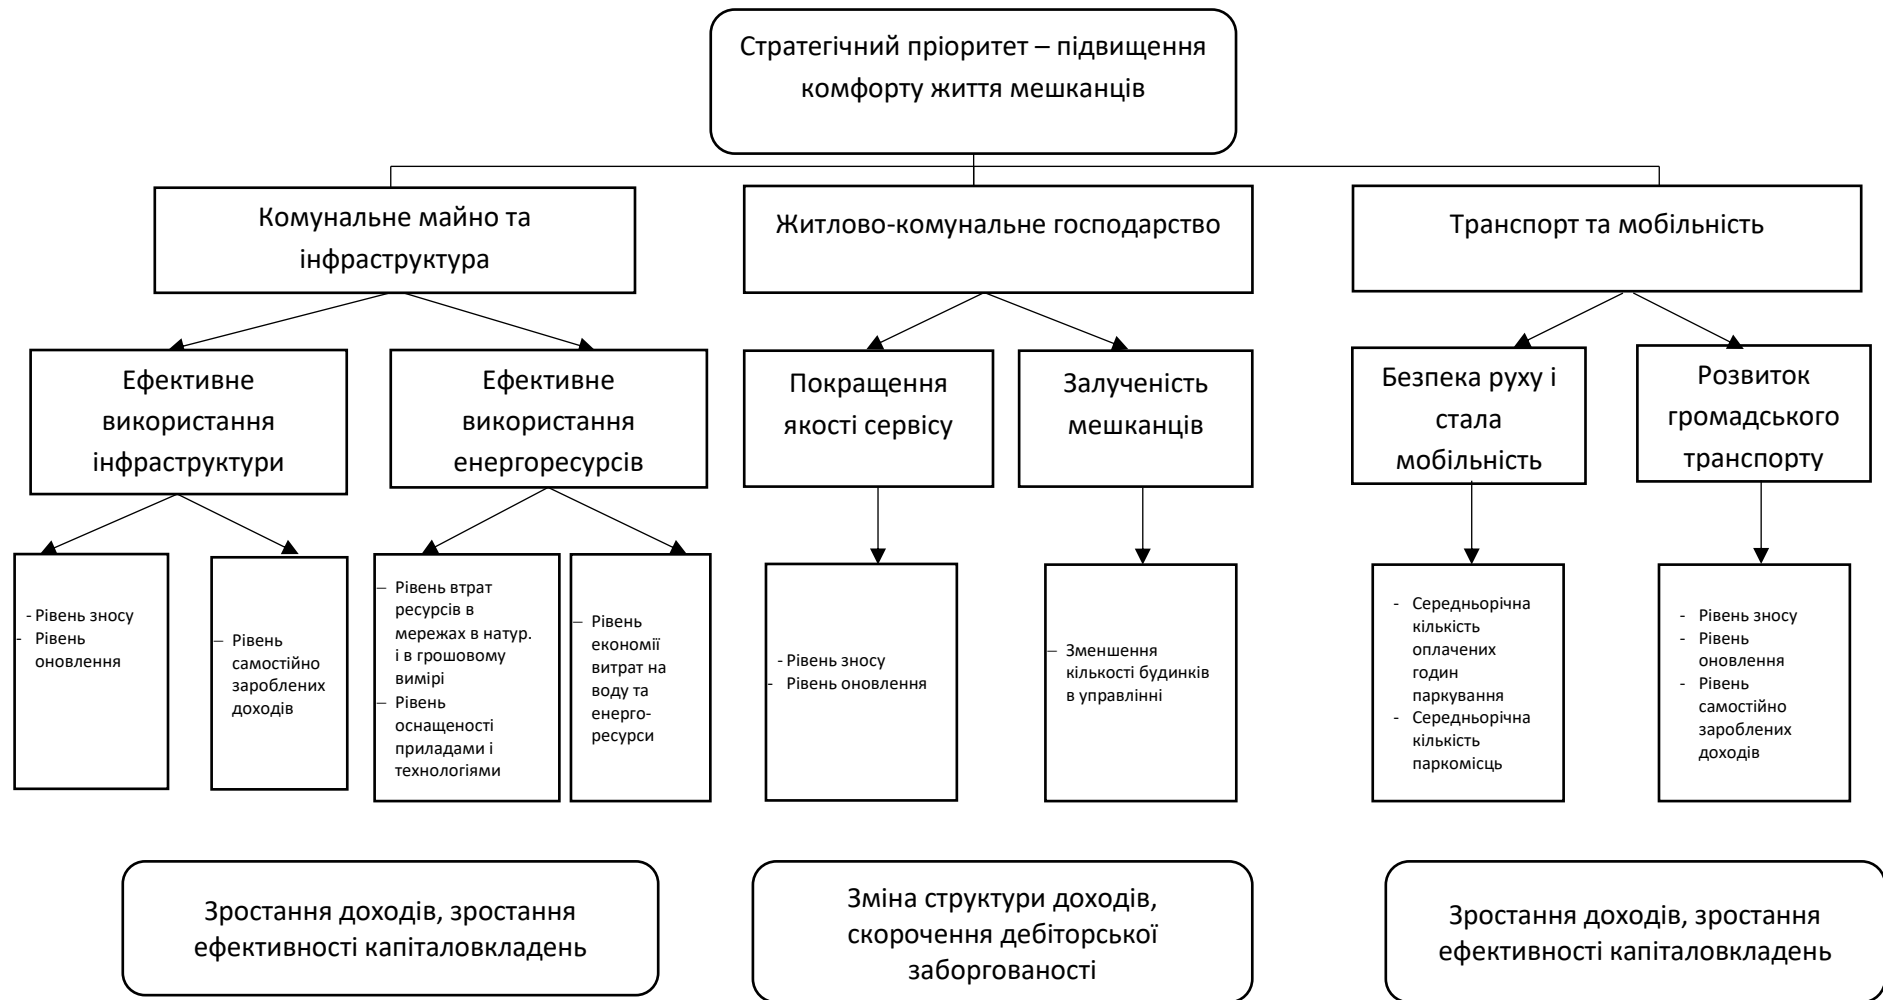 Стратегічний пріоритет – підвищення
комфорту життя мешканців
Комунальне майно та
інфраструктура
Житлово-комунальне господарство
Транспорт та мобільність
Ефективне
використання
інфраструктури
Ефективне
використання
енергоресурсів
Покращення
якості сервісу
Залученість
мешканців
Безпека руху і
стала
мобільність
Розвиток
громадського
транспорту
- Рівень зносу
- Рівень
оновлення
– Рівень
самостійно
зароблених
доходів
– Рівень втрат
ресурсів в
мережах в натур.
і в грошовому
вимірі
– Рівень
оснащеності
приладами і
технологіями
– Рівень
економії
витрат на
воду та
енерго-
ресурси
- Рівень зносу
- Рівень оновлення
– Зменшення
кількості будинків
в управлінні
- Середньорічна
кількість
оплачених
годин
паркування
- Середньорічна
кількість
паркомісць
- Рівень зносу
- Рівень
оновлення
- Рівень
самостійно
зароблених
доходів
Зростання доходів, зростання
ефективності капіталовкладень
Зміна структури доходів,
скорочення дебіторської
заборгованості
Зростання доходів, зростання
ефективності капіталовкладень